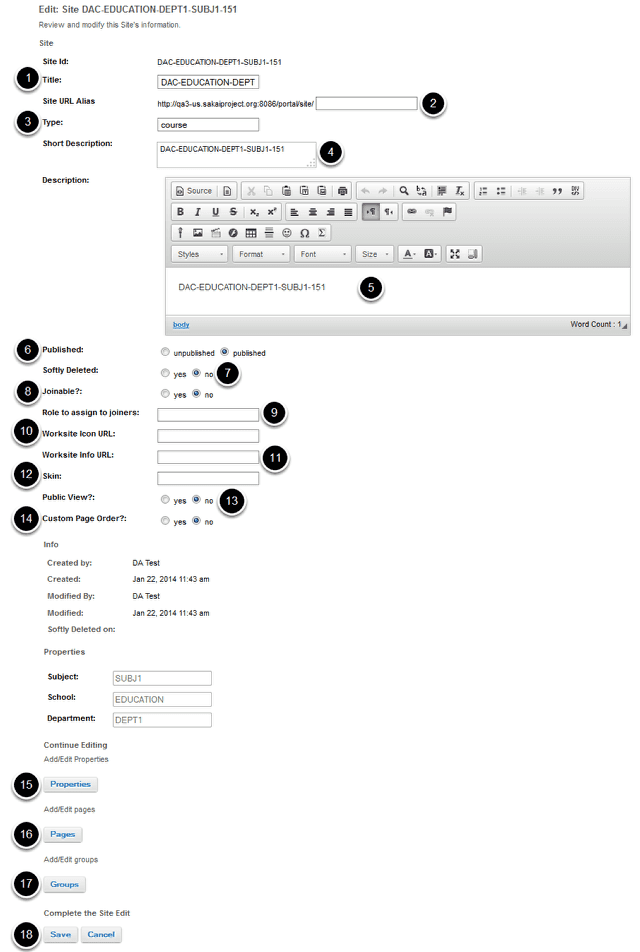 Edit: Site DAC-EDUCATION-DEPT1-SUBJ1-151
Review and modify this Site's information.
Site
Site Id: DAC-EDUCATION-DEPT1-SUBJ1-151
1 Title: DAC-EDUCATION-DEPT
Site URL Alias http://qa3-us.sakaiproject.org:8086/portal/site/ 2
3 Type: course
Short Description: DAC-EDUCATION-DEPT1-SUBJ1-151 4
Description:
Source
B I U S x₂ x²
Styles Format Font Size A A
DAC-EDUCATION-DEPT1-SUBJ1-151 5
body Word Count : 1
6 Published: unpublished published
Softly Deleted: yes no 7
8 Joinable?: yes no
Role to assign to joiners: 9
10 Worksite Icon URL:
Worksite Info URL: 11
12 Skin:
Public View?: yes no 13
14 Custom Page Order?: yes no
Info
Created by: DA Test
Created: Jan 22, 2014 11:43 am
Modified By: DA Test
Modified: Jan 22, 2014 11:43 am
Softly Deleted on:
Properties
Subject: SUBJ1
School: EDUCATION
Department: DEPT1
Continue Editing
Add/Edit Properties
15 Properties
Add/Edit pages
16 Pages
Add/Edit groups
17 Groups
Complete the Site Edit
18 Save Cancel